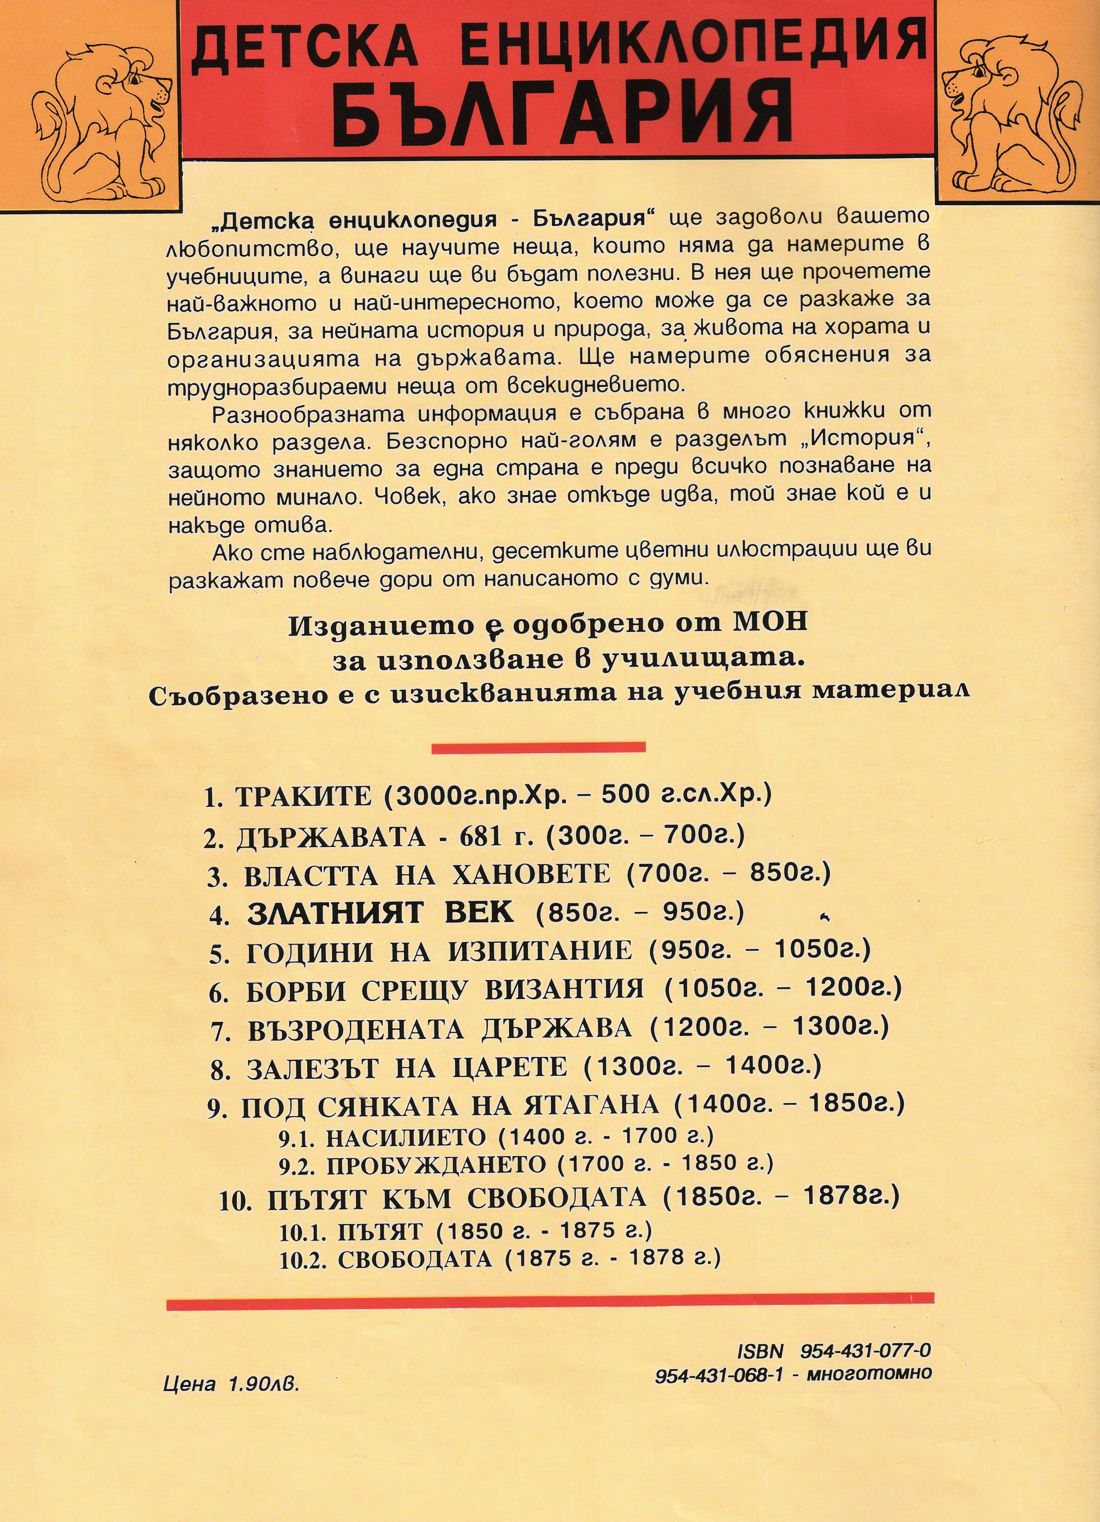 ДЕТСКА ЕНЦИКЛОПЕДИЯ
БЪЛГАРИЯ
„Детска енциклопедия - България“ ще задоволи вашето
любопитство, ще научите неща, които няма да намерите в
учебниците, а винаги ще ви бъдат полезни. В нея ще прочетете
най-важното и най-интересното, което може да се разкаже за
България, за нейната история и природа, за живота на хората и
организацията на държавата. Ще намерите обяснения за
трудноразбираеми неща от всекидневието.
Разнообразната информация е събрана в много книжки от
няколко раздела. Безспорно най-голям е разделът „История“,
защото знанието за една страна е преди всичко познаване на
нейното минало. Човек, ако знае откъде идва, той знае кой е и
накъде отива.
Ако сте наблюдателни, десетките цветни илюстрации ще ви
разкажат повече дори от написаното с думи.
Изданието е одобрено от МОН
за използване в училищата.
Съобразено е с изискванията на учебния материал
1. ТРАКИТЕ (3000г.пр.Хр. – 500 г.сл.Хр.)
2. ДЪРЖАВАТА - 681 г. (300г. – 700г.)
3. ВЛАСТТА НА ХАНОВЕТЕ (700г. – 850г.)
4. ЗЛАТНИЯТ ВЕК (850г. – 950г.)
5. ГОДИНИ НА ИЗПИТАНИЕ (950г. – 1050г.)
6. БОРБИ СРЕЩУ ВИЗАНТИЯ (1050г. – 1200г.)
7. ВЪЗРОДЕНАТА ДЪРЖАВА (1200г. – 1300г.)
8. ЗАЛЕЗЪТ НА ЦАРЕТЕ (1300г. – 1400г.)
9. ПОД СЯНКАТА НА ЯТАГАНА (1400г. – 1850г.)
9.1. НАСИЛИЕТО (1400 г. - 1700 г.)
9.2. ПРОБУЖДАНЕТО (1700 г. - 1850 г.)
10. ПЪТЯТ КЪМ СВОБОДАТА (1850г. – 1878г.)
10.1. ПЪТЯТ (1850 г. - 1875 г.)
10.2. СВОБОДАТА (1875 г. - 1878 г.)
ISBN 954-431-077-0
954-431-068-1 - многотомно
Цена 1.90лв.